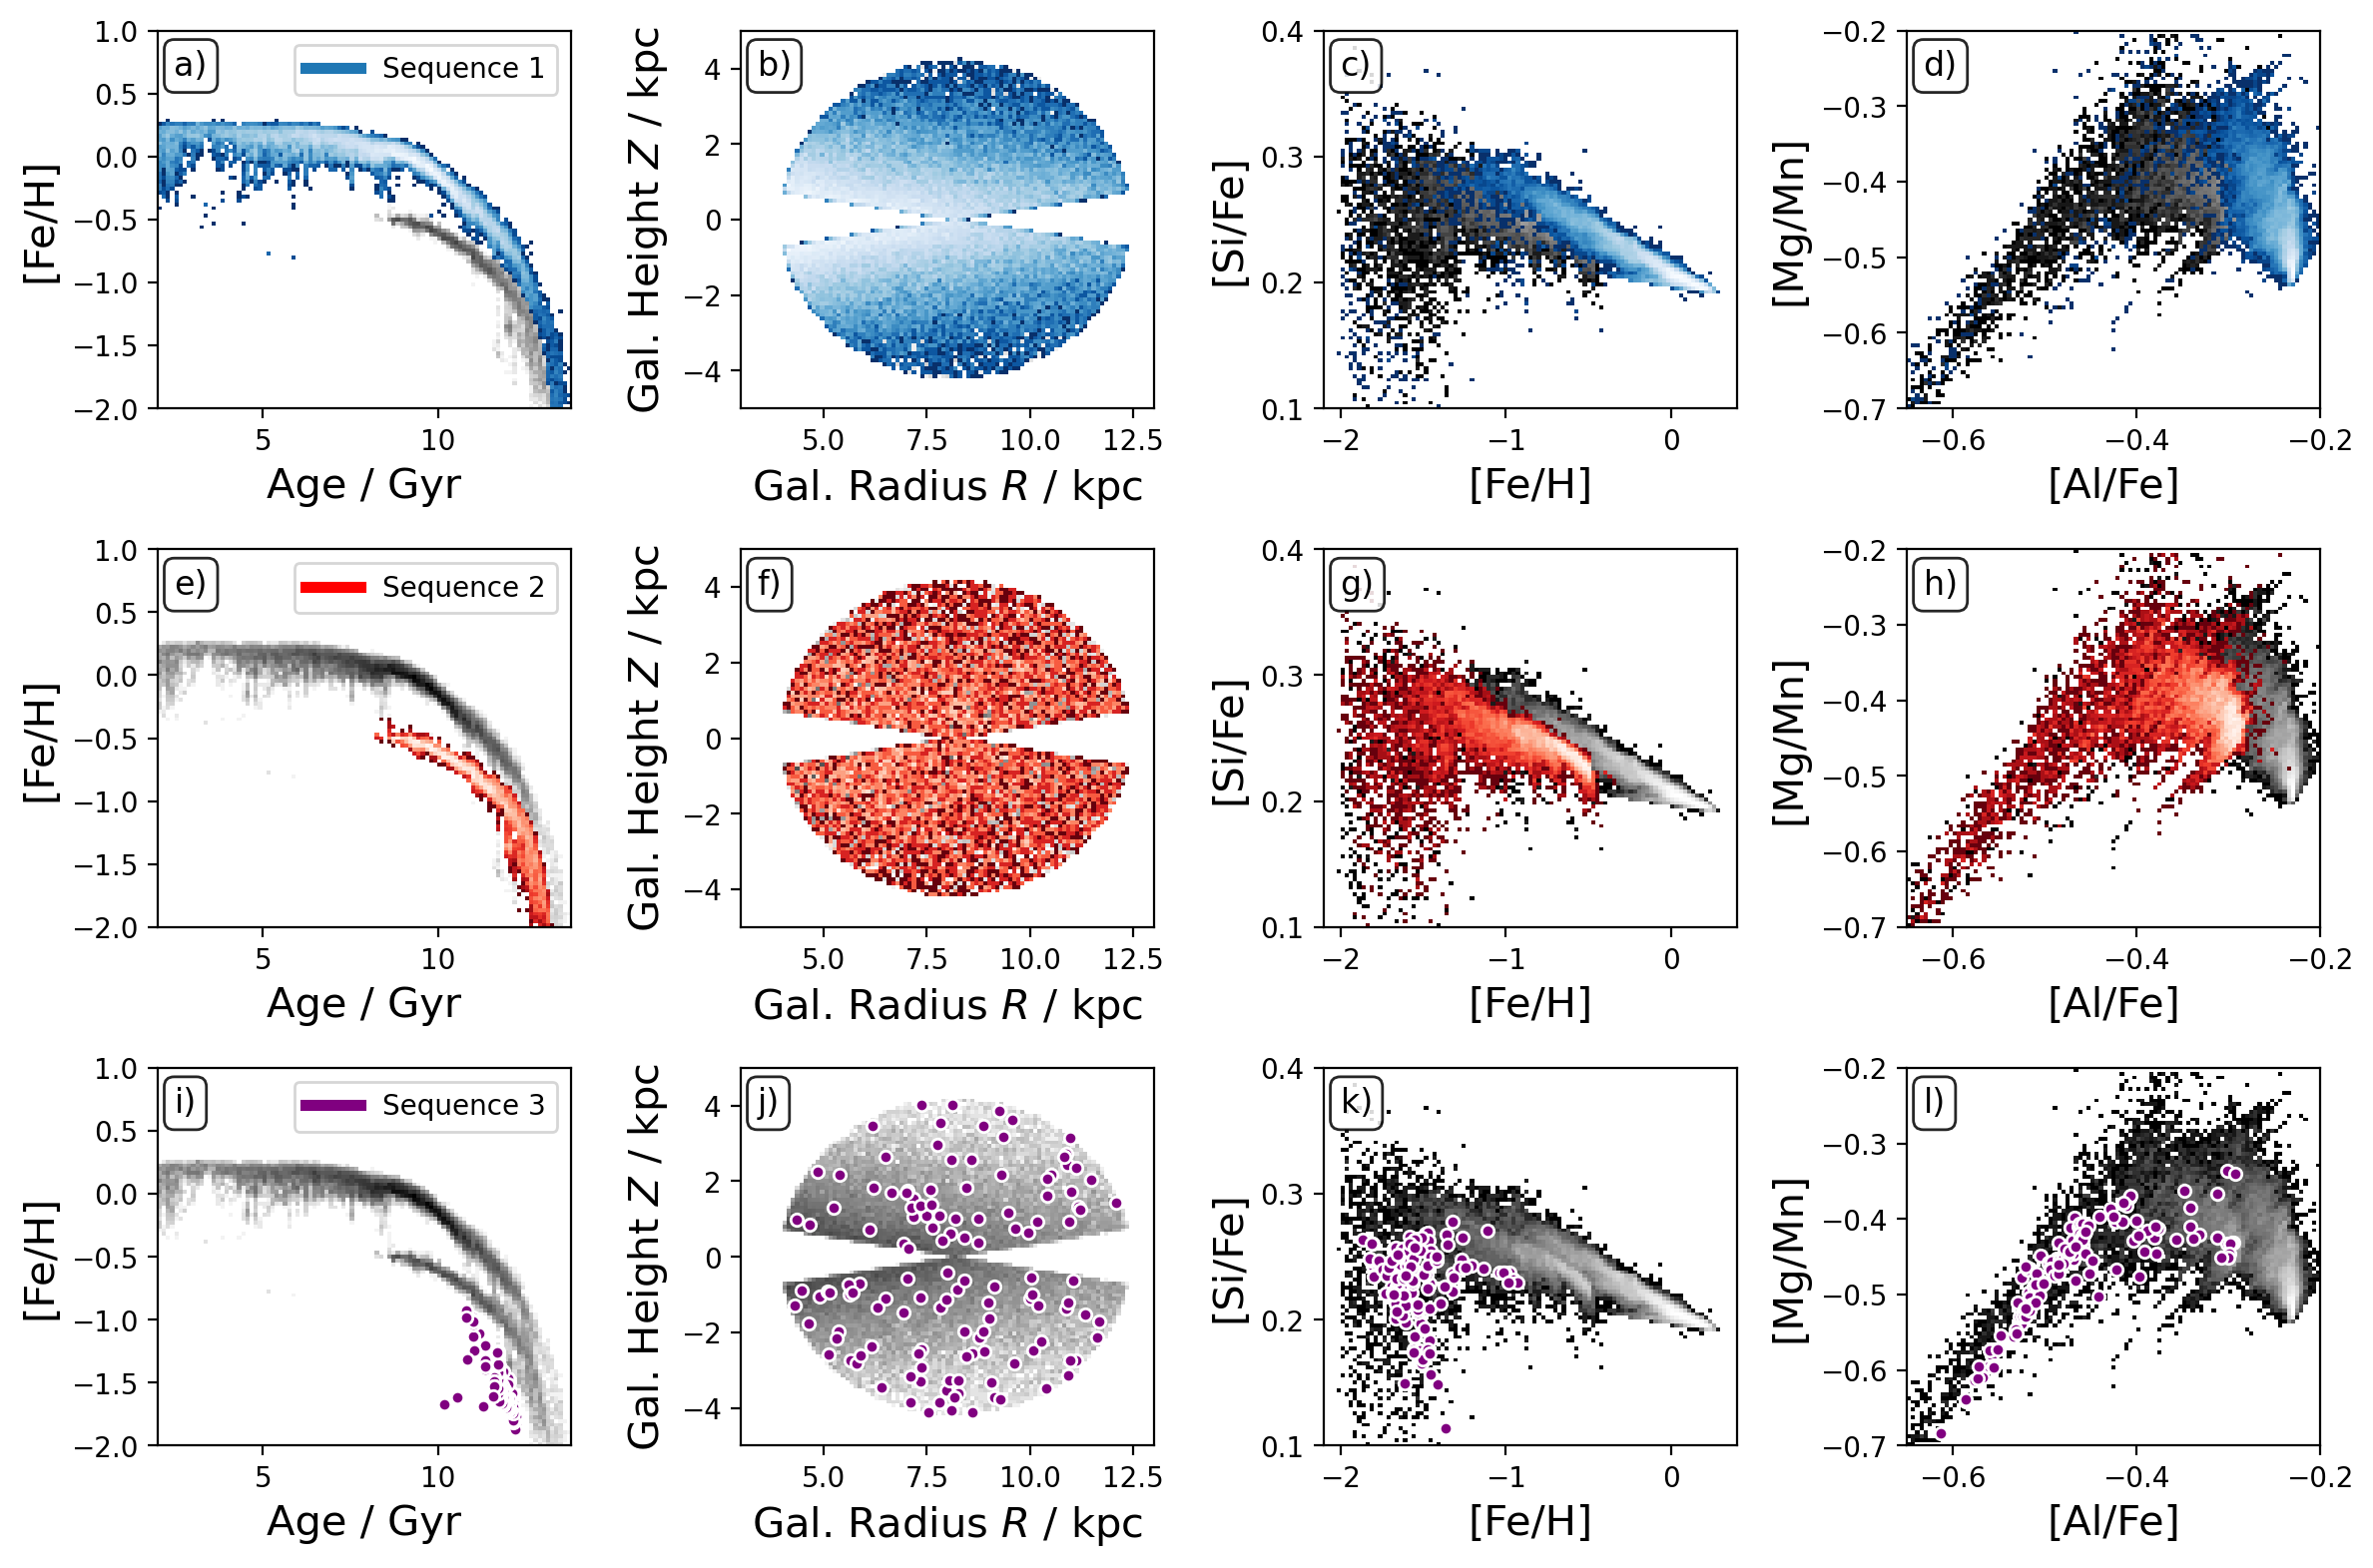 a)
Sequence 1
1.0
0.5
0.0
−0.5
−1.0
−1.5
−2.0
[Fe/H]
5
10
Age / Gyr
b)
4
2
0
−2
−4
Gal. Height Z / kpc
5.0
7.5
10.0
12.5
Gal. Radius R / kpc
c)
0.4
0.3
0.2
0.1
[Si/Fe]
−2
−1
0
[Fe/H]
d)
−0.2
−0.3
−0.4
−0.5
−0.6
−0.7
[Mg/Mn]
−0.6
−0.4
−0.2
[Al/Fe]
e)
Sequence 2
1.0
0.5
0.0
−0.5
−1.0
−1.5
−2.0
[Fe/H]
5
10
Age / Gyr
f)
4
2
0
−2
−4
Gal. Height Z / kpc
5.0
7.5
10.0
12.5
Gal. Radius R / kpc
g)
0.4
0.3
0.2
0.1
[Si/Fe]
−2
−1
0
[Fe/H]
h)
−0.2
−0.3
−0.4
−0.5
−0.6
−0.7
[Mg/Mn]
−0.6
−0.4
−0.2
[Al/Fe]
i)
Sequence 3
1.0
0.5
0.0
−0.5
−1.0
−1.5
−2.0
[Fe/H]
5
10
Age / Gyr
j)
4
2
0
−2
−4
Gal. Height Z / kpc
5.0
7.5
10.0
12.5
Gal. Radius R / kpc
k)
0.4
0.3
0.2
0.1
[Si/Fe]
−2
−1
0
[Fe/H]
l)
−0.2
−0.3
−0.4
−0.5
−0.6
−0.7
[Mg/Mn]
−0.6
−0.4
−0.2
[Al/Fe]